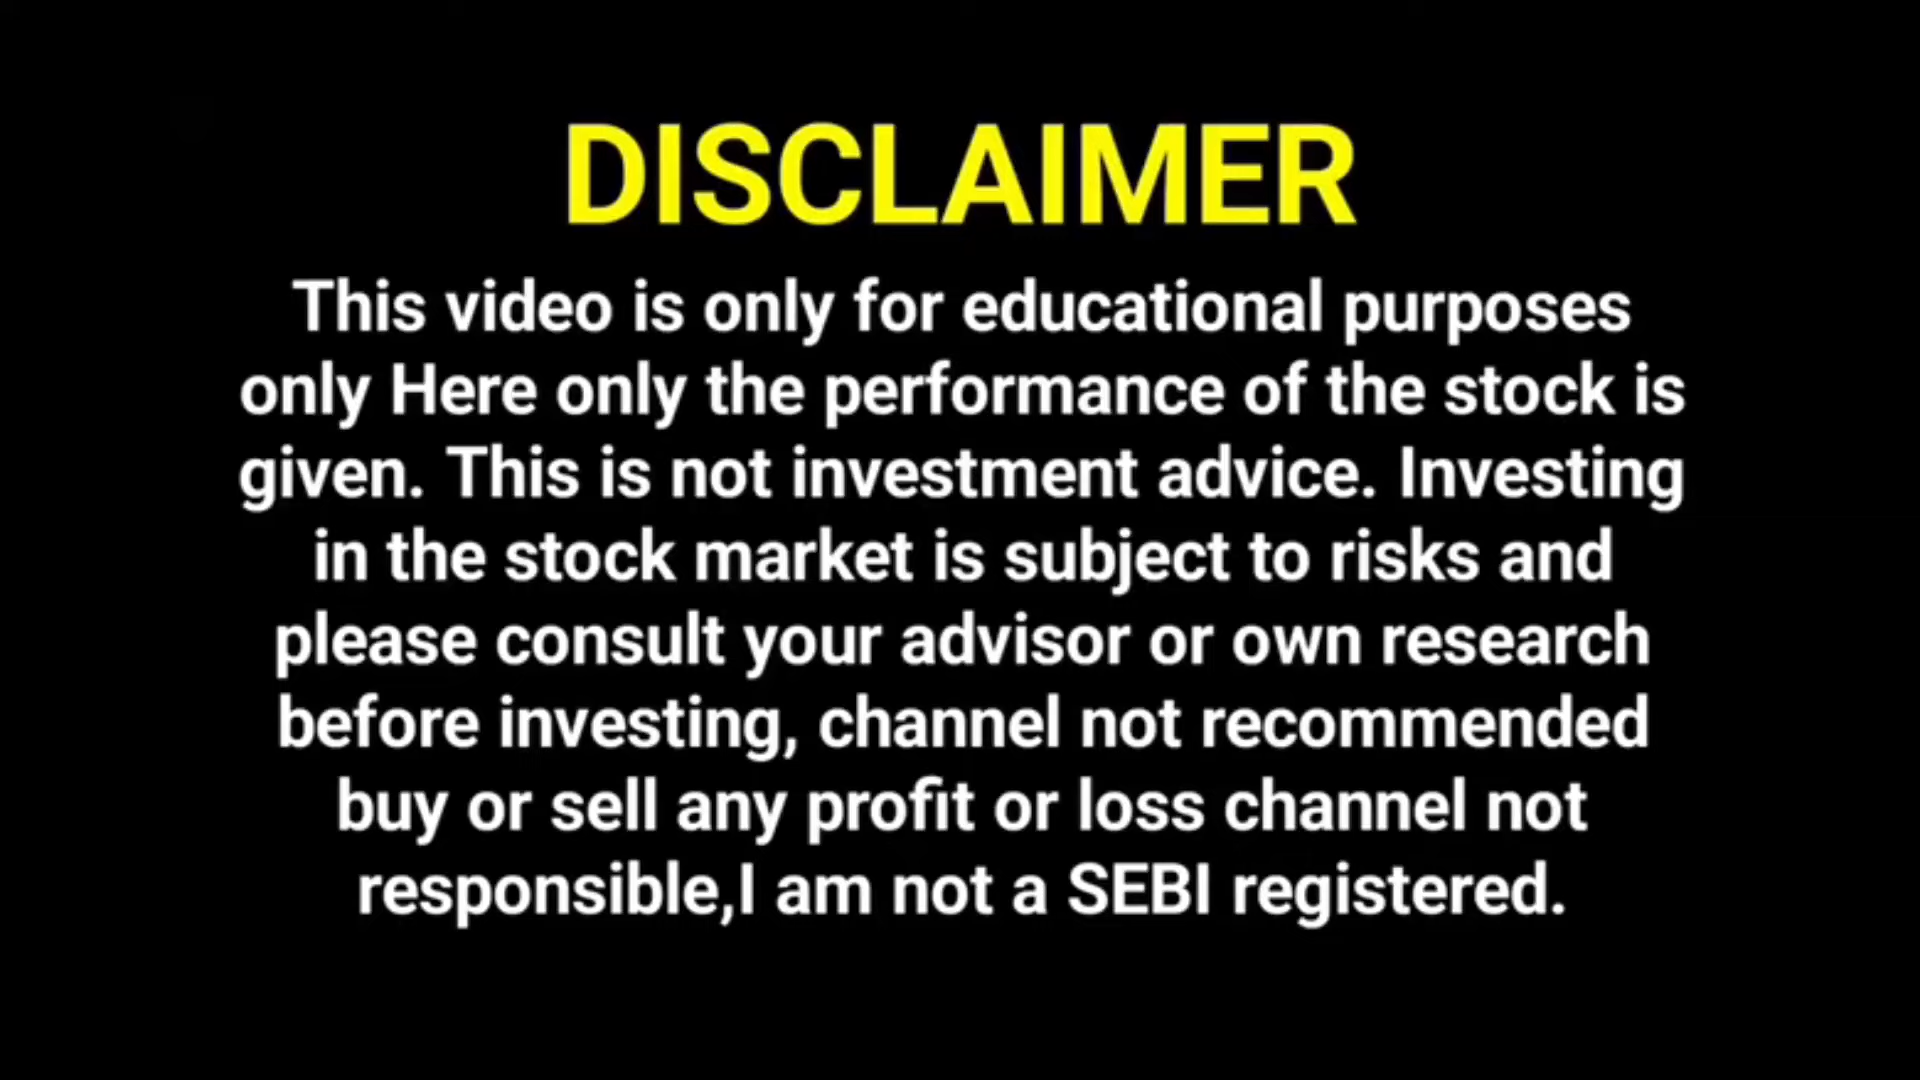 DISCLAIMER
This video is only for educational purposes
only Here only the performance of the stock is
given. This is not investment advice. Investing
in the stock market is subject to risks and
please consult your advisor or own research
before investing, channel not recommended
buy or sell any profit or loss channel not
responsible,I am not a SEBI registered.